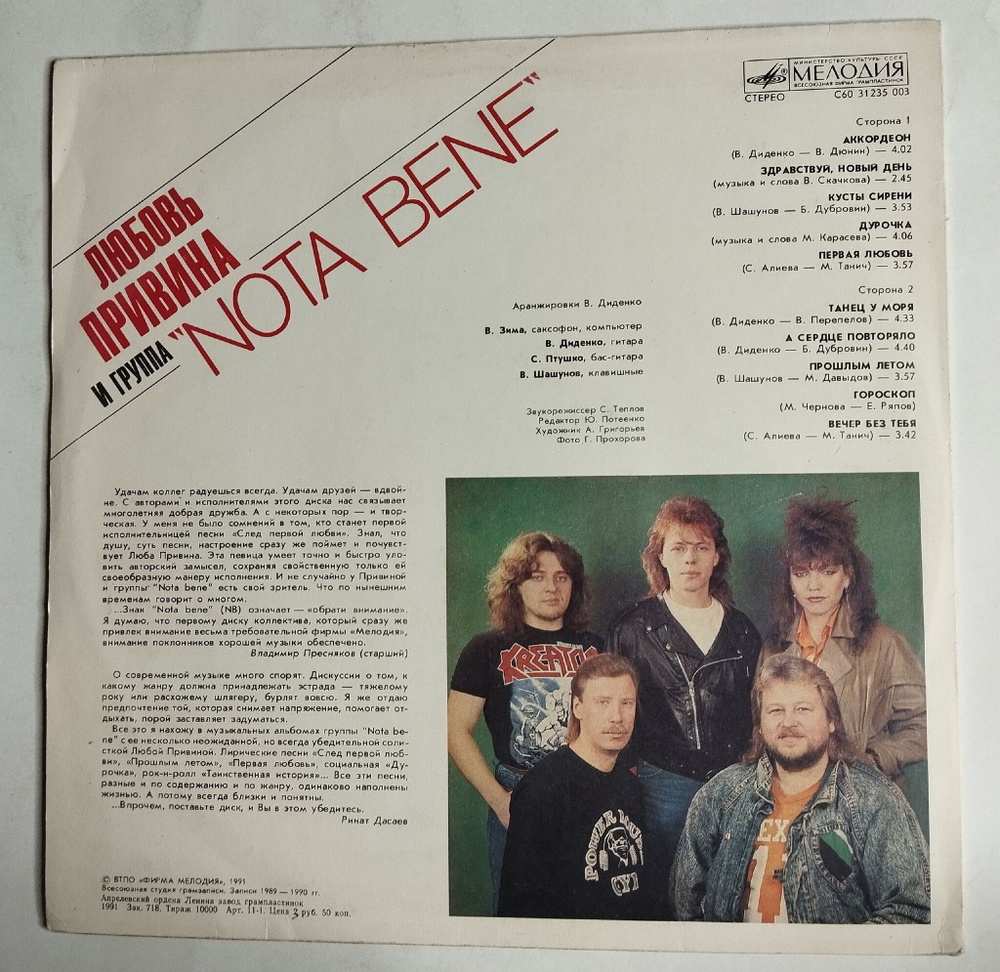 ЛЮБОВЬ
ПРИВИНА
И ГРУППА "NOTA BENE"
МИНИСТЕРСТВО КУЛЬТУРЫ СССР
МЕЛОДИЯ
ВСЕСОЮЗНАЯ ФИРМА ГРАМПЛАСТИНОК
СТЕРЕО С60 31235 003
Сторона 1
АККОРДЕОН
(В. Диденко — В. Дюнин) — 4.02
ЗДРАВСТВУЙ, НОВЫЙ ДЕНЬ
(музыка и слова В. Скачкова) — 2.45
КУСТЫ СИРЕНИ
(В. Шашунов — Б. Дубровин) — 3.53
ДУРОЧКА
(музыка и слова М. Карасева) — 4.06
ПЕРВАЯ ЛЮБОВЬ
(С. Алиева — М. Танич) — 3.57
Сторона 2
ТАНЕЦ У МОРЯ
(В. Диденко — В. Перепелов) — 4.33
А СЕРДЦЕ ПОВТОРЯЛО
(В. Диденко — Б. Дубровин) — 4.40
ПРОШЛЫМ ЛЕТОМ
(В. Шашунов — М. Давыдов) — 3.57
ГОРОСКОП
(М. Чернова — Е. Ряпов)
ВЕЧЕР БЕЗ ТЕБЯ
(С. Алиева — М. Танич) — 3.42
Аранжировки В. Диденко
В. Зима, саксофон, компьютер
В. Диденко, гитара
С. Птушко, бас-гитара
В. Шашунов, клавишные
Звукорежиссер С. Теплов
Редактор Ю. Потеенко
Художник А. Григорьев
Фото Г. Прохорова
Удачам коллег радуешься всегда. Удачам друзей — вдвой-
не. С авторами и исполнителями этого диска нас связывает
многолетняя добрая дружба. А с некоторых пор — и твор-
ческая. У меня не было сомнений в том, кто станет первой
исполнительницей песни «След первой любви». Знал, что
душу, суть песни, настроение сразу же поймет и почувст-
вует Люба Привина. Эта певица умеет точно и быстро уло-
вить авторский замысел, сохраняя свойственную только ей
своеобразную манеру исполнения. И не случайно у Привиной
и группы "Nota bene" есть свой зритель. Что по нынешним
временам говорит о многом.
...Знак "Nota bene" (NB) означает — «обрати внимание».
Я думаю, что первому диску коллектива, который сразу же
привлек внимание весьма требовательной фирмы «Мелодия»,
внимание поклонников хорошей музыки обеспечено.
Владимир Пресняков (старший)
О современной музыке много спорят. Дискуссии о том, к
какому жанру должна принадлежать эстрада — тяжелому
року или расхожему шлягеру, бурлят вовсю. Я же отдаю
предпочтение той, которая снимает напряжение, помогает от-
дыхать, порой заставляет задуматься.
Все это я нахожу в музыкальных альбомах группы "Nota be-
ne" с ее несколько неожиданной, но всегда убедительной соли-
сткой Любой Привиной. Лирические песни «След первой люб-
ви», «Прошлым летом», «Первая любовь», социальная «Ду-
рочка», рок-н-ролл «Таинственная история»... Все эти песни,
разные и по содержанию и по жанру, одинаково наполнены
жизнью. А потому всегда близки и понятны.
...Впрочем, поставьте диск, и Вы в этом убедитесь.
Ринат Дасаев
© ВТПО «ФИРМА МЕЛОДИЯ», 1991
Всесоюзная студия грамзаписи. Записи 1989 — 1990 гг.
Апрелевский ордена Ленина завод грампластинок
1991 Зак. 718. Тираж 10000 Арт. 11-1. Цена 3 руб. 50 коп.
KREATOR
POWER
EX